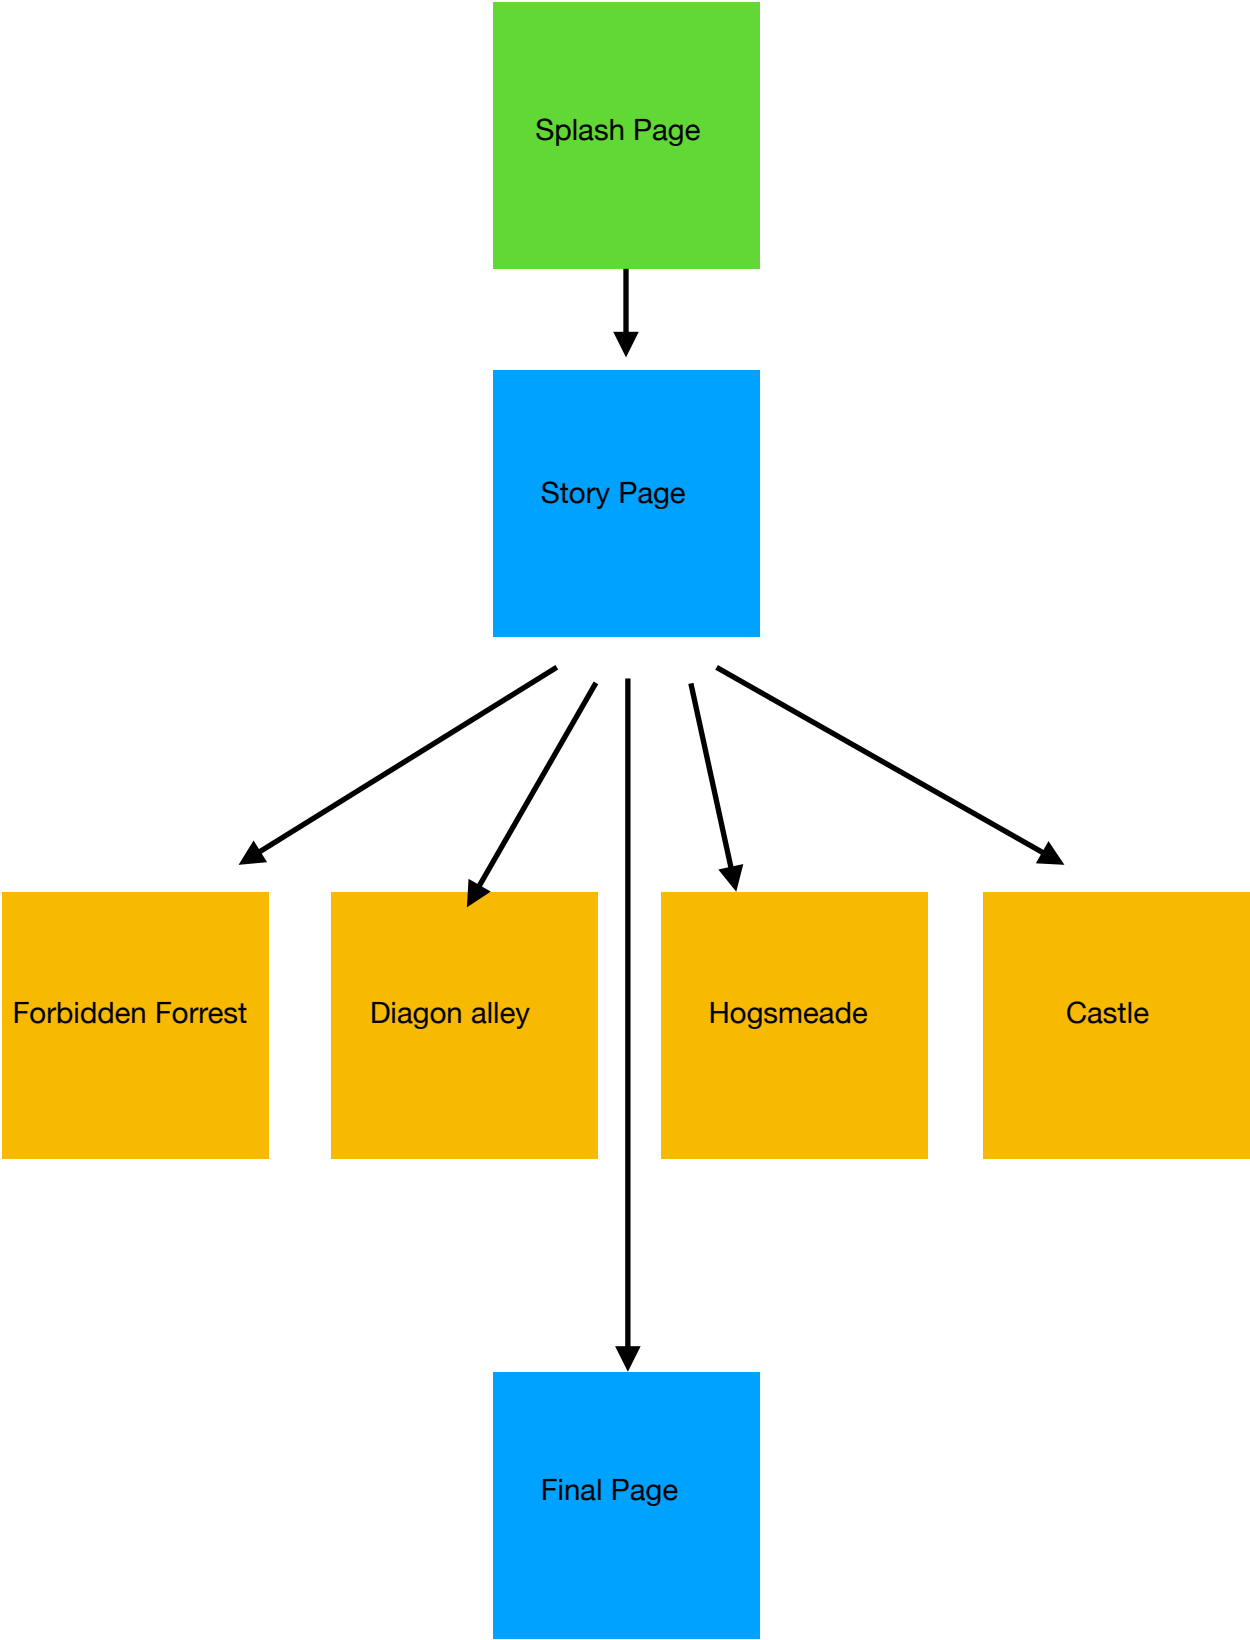 Splash Page
Story Page
Forbidden Forrest
Diagon alley
Hogsmeade
Castle
Final Page